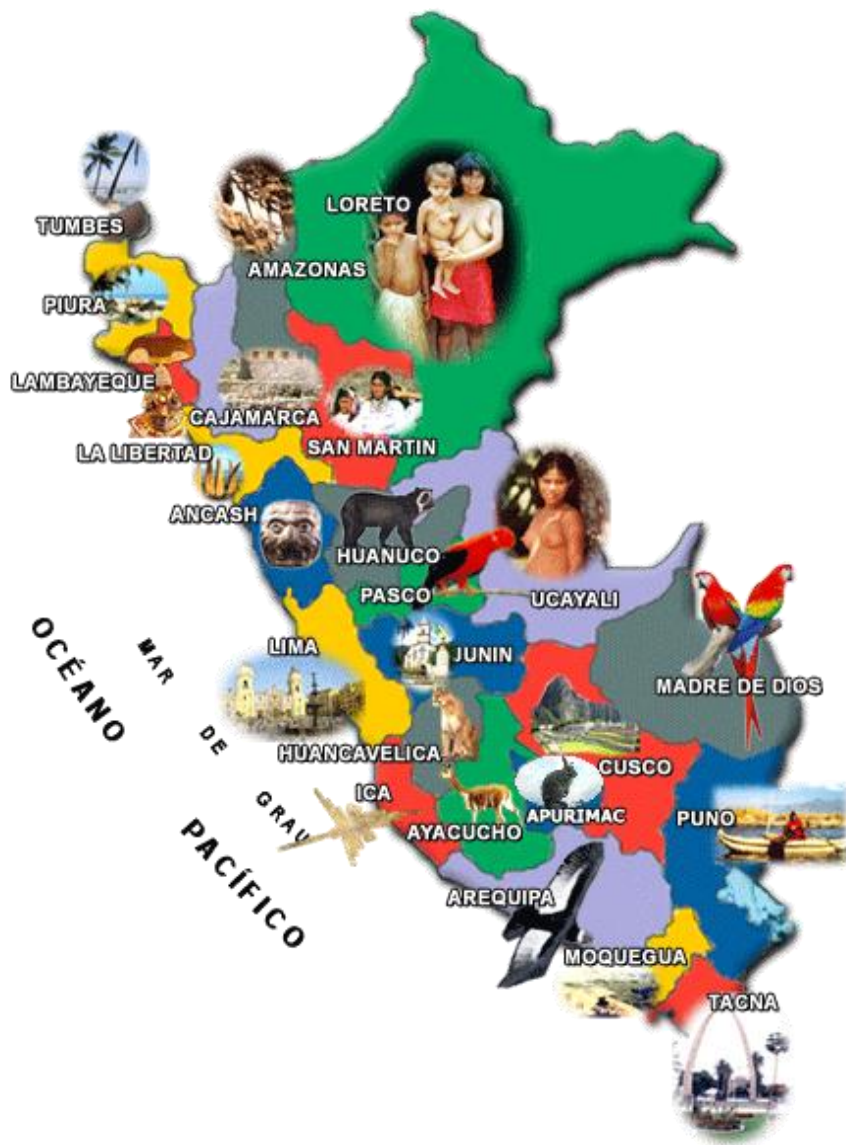 LORETO
TUMBES
AMAZONAS
PIURA
LAMBAYEQUE
CAJAMARCA
SAN MARTIN
LA LIBERTAD
ANCASH
HUANUCO
PASCO
UCAYALI
LIMA
JUNIN
MADRE DE DIOS
HUANCAVELICA
CUSCO
ICA
APURIMAC
PUNO
AYACUCHO
AREQUIPA
MOQUEGUA
TACNA
OCÉANO
PACÍFICO
MAR
DE
GRAU